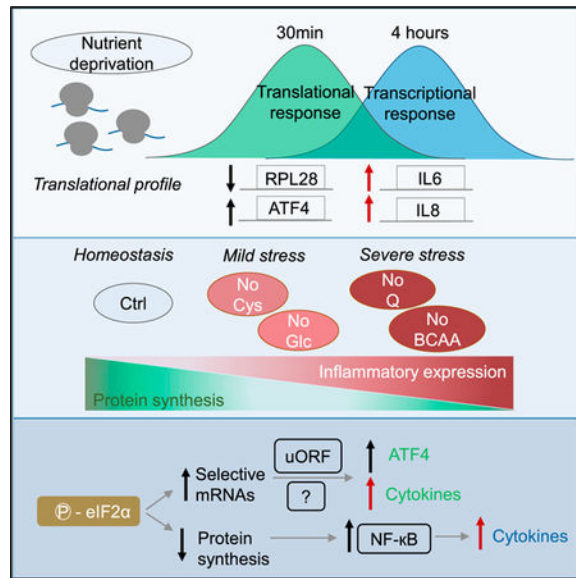 Nutrient
deprivation
30min
4 hours
Translational
response
Transcriptional
response
Translational profile
RPL28
IL6
ATF4
IL8
Homeostasis
Mild stress
Severe stress
Ctrl
No
Cys
No
Glc
No
Q
No
BCAA
Inflammatory expression
Protein synthesis
P - eIF2α
Selective
mRNAs
uORF
?
ATF4
Cytokines
Protein
synthesis
NF-κB
Cytokines